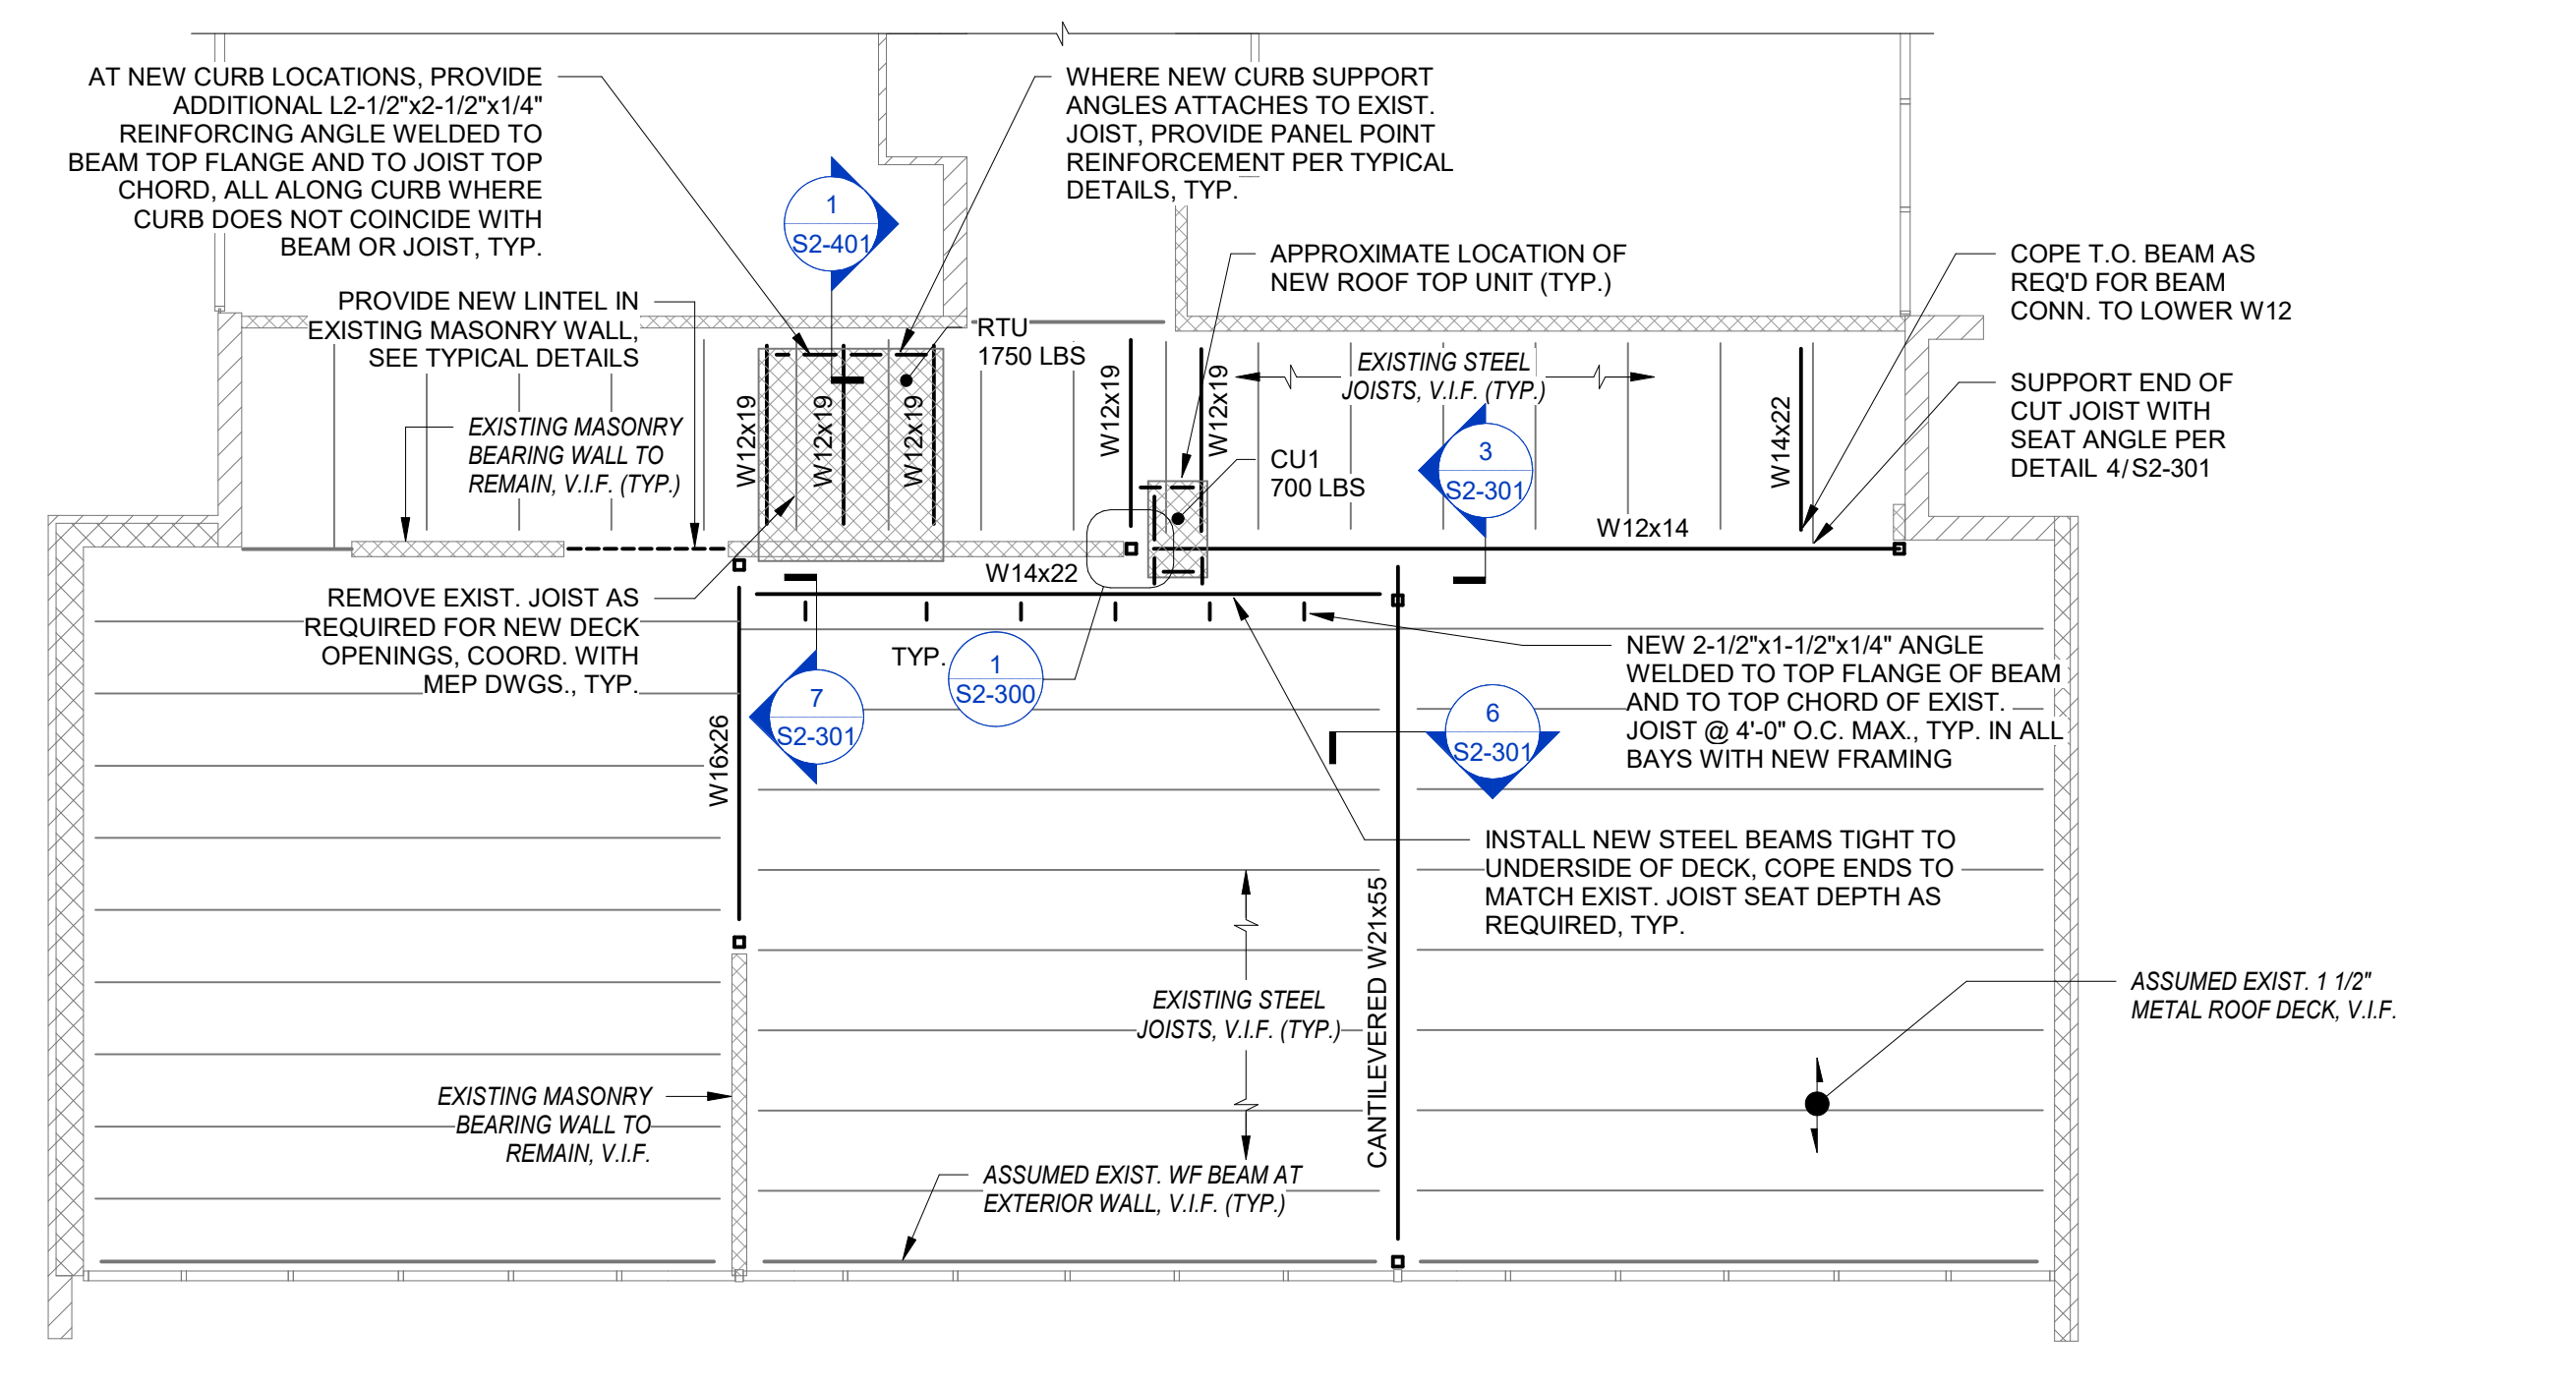 AT NEW CURB LOCATIONS, PROVIDE
ADDITIONAL L2-1/2"x2-1/2"x1/4"
REINFORCING ANGLE WELDED TO
BEAM TOP FLANGE AND TO JOIST TOP
CHORD, ALL ALONG CURB WHERE
CURB DOES NOT COINCIDE WITH
BEAM OR JOIST, TYP.
WHERE NEW CURB SUPPORT
ANGLES ATTACHES TO EXIST.
JOIST, PROVIDE PANEL POINT
REINFORCEMENT PER TYPICAL
DETAILS, TYP.
1
S2-401
APPROXIMATE LOCATION OF
NEW ROOF TOP UNIT (TYP.)
COPE T.O. BEAM AS
REQ'D FOR BEAM
CONN. TO LOWER W12
PROVIDE NEW LINTEL IN
EXISTING MASONRY WALL,
SEE TYPICAL DETAILS
RTU
1750 LBS
EXISTING STEEL
JOISTS, V.I.F. (TYP.)
SUPPORT END OF
CUT JOIST WITH
SEAT ANGLE PER
DETAIL 4/S2-301
EXISTING MASONRY
BEARING WALL TO
REMAIN, V.I.F. (TYP.)
W12x19
W12x19
W12x19
W12x19
W12x19
W14x22
CU1
700 LBS
3
S2-301
W12x14
W14x22
REMOVE EXIST. JOIST AS
REQUIRED FOR NEW DECK
OPENINGS, COORD. WITH
MEP DWGS., TYP.
TYP.
1
S2-300
7
S2-301
W16x26
6
S2-301
NEW 2-1/2"x1-1/2"x1/4" ANGLE
WELDED TO TOP FLANGE OF BEAM
AND TO TOP CHORD OF EXIST.
JOIST @ 4'-0" O.C. MAX., TYP. IN ALL
BAYS WITH NEW FRAMING
INSTALL NEW STEEL BEAMS TIGHT TO
UNDERSIDE OF DECK, COPE ENDS TO
MATCH EXIST. JOIST SEAT DEPTH AS
REQUIRED, TYP.
CANTILEVERED W21x55
EXISTING STEEL
JOISTS, V.I.F. (TYP.)
ASSUMED EXIST. 1 1/2"
METAL ROOF DECK, V.I.F.
EXISTING MASONRY
BEARING WALL TO
REMAIN, V.I.F.
ASSUMED EXIST. WF BEAM AT
EXTERIOR WALL, V.I.F. (TYP.)